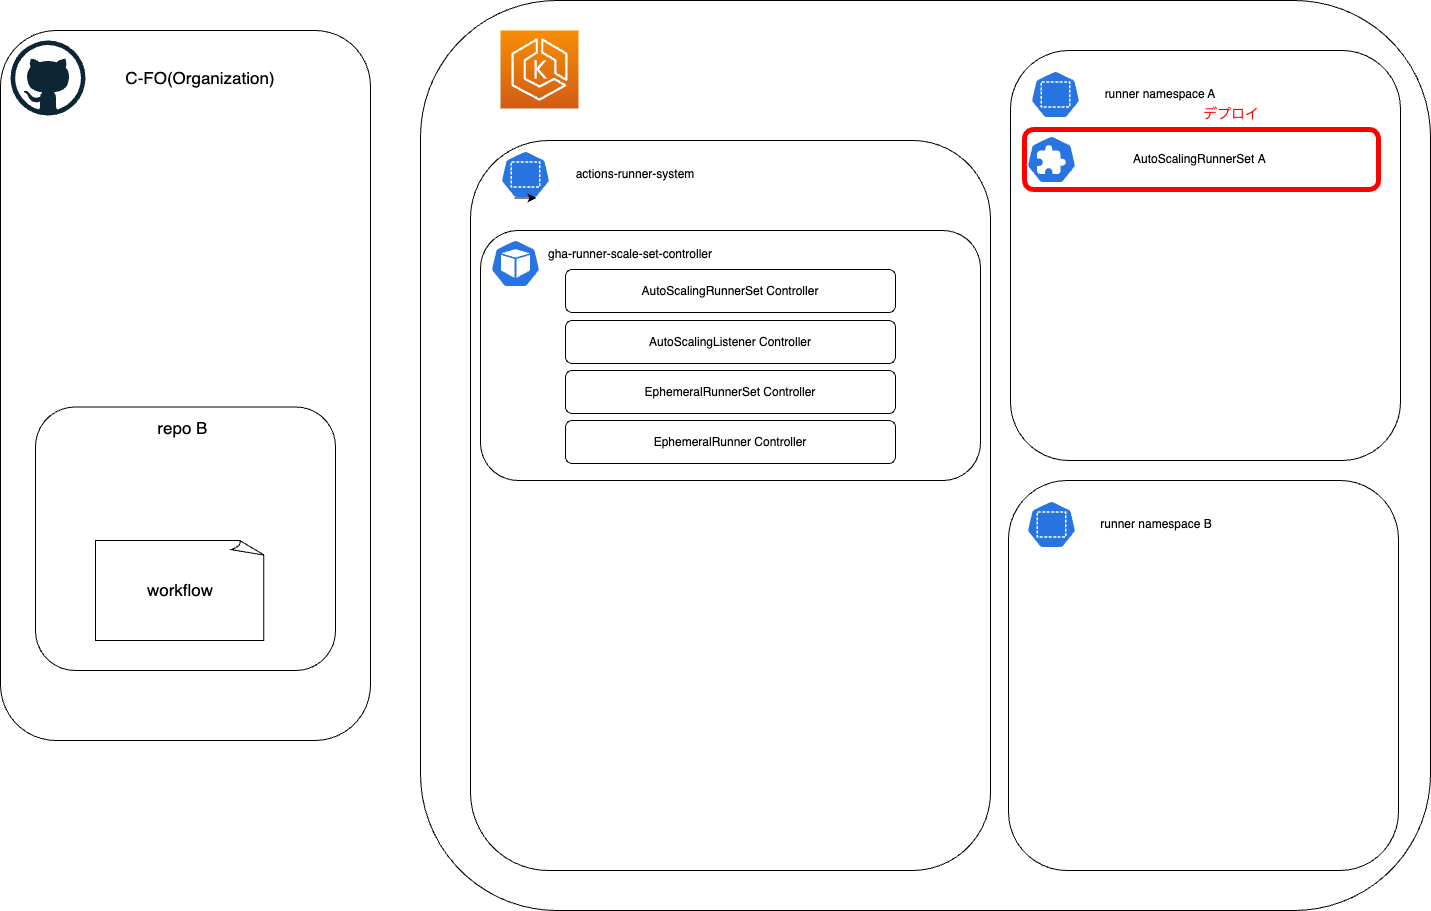 C-FO(Organization)
repo B
workflow
K
actions-runner-system
gha-runner-scale-set-controller
AutoScalingRunnerSet Controller
AutoScalingListener Controller
EphemeralRunnerSet Controller
EphemeralRunner Controller
runner namespace A
デプロイ
AutoScalingRunnerSet A
runner namespace B